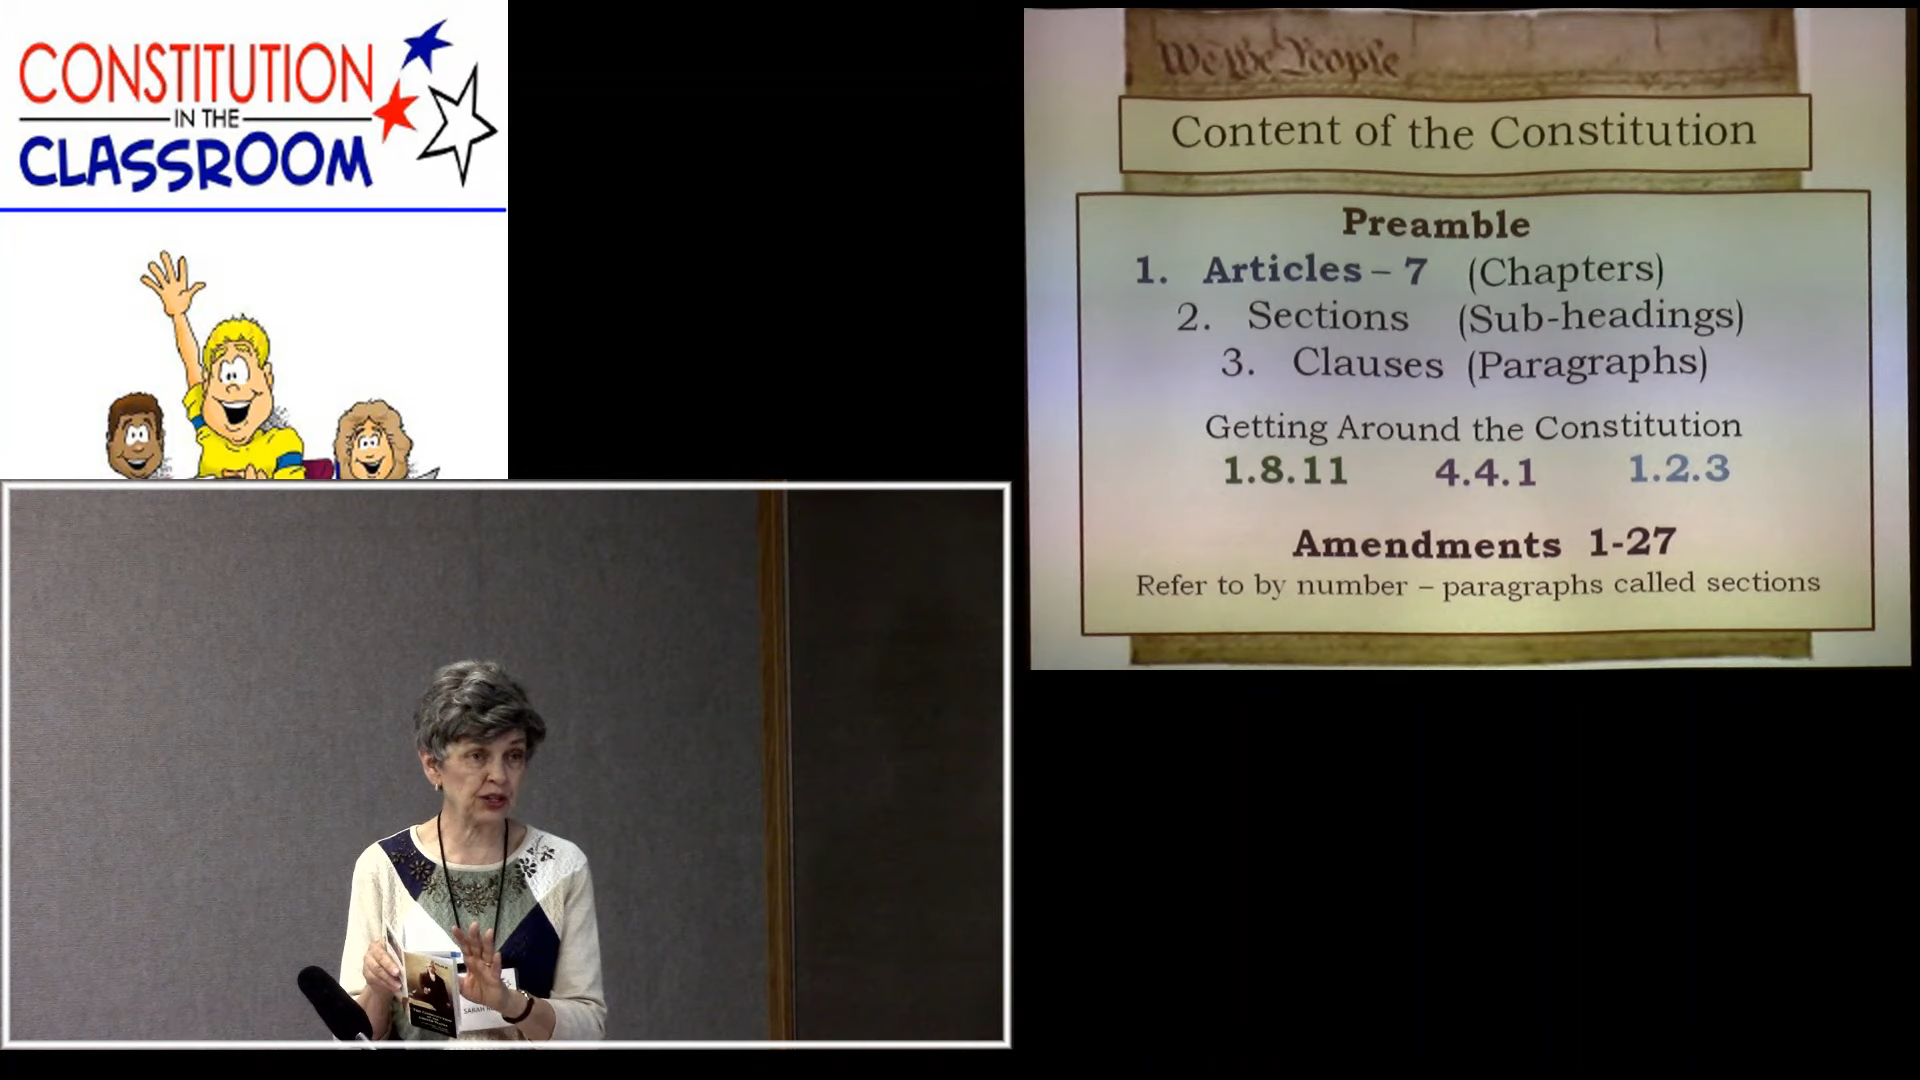 CONSTITUTION
IN THE
CLASSROOM
We the People
Content of the Constitution
Preamble
1. Articles – 7 (Chapters)
2. Sections (Sub-headings)
3. Clauses (Paragraphs)
Getting Around the Constitution
1.8.11 4.4.1 1.2.3
Amendments 1-27
Refer to by number – paragraphs called sections
SARAH